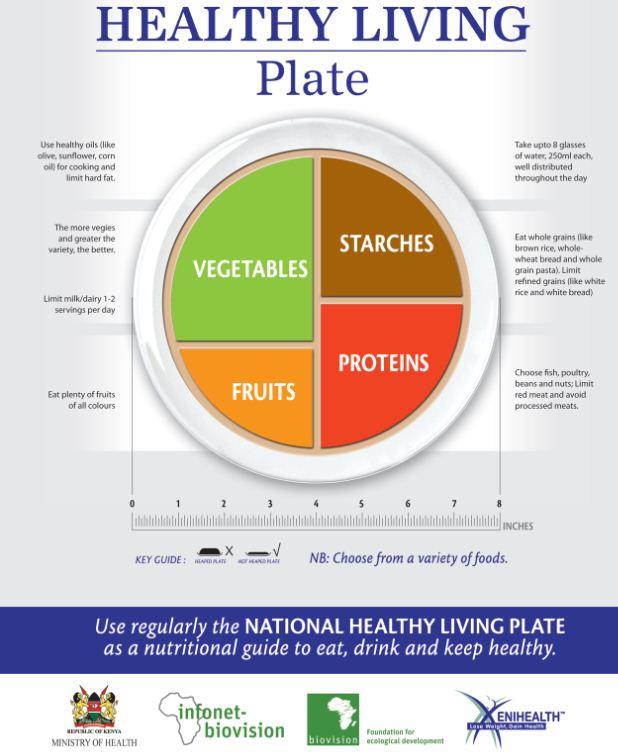 HEALTHY LIVING
Plate
Use healthy oils (like
olive, sunflower, corn
oil) for cooking and
limit hard fat.
The more vegies
and greater the
variety, the better.
Limit milk/dairy 1-2
servings per day
Eat plenty of fruits
of all colours
VEGETABLES
STARCHES
FRUITS
PROTEINS
Take upto 8 glasses
of water, 250ml each,
well distributed
throughout the day
Eat whole grains (like
brown rice, whole-
wheat bread and whole
grain pasta). Limit
refined grains (like white
rice and white bread)
Choose fish, poultry,
beans and nuts; Limit
red meat and avoid
processed meats.
0 1 2 3 4 5 6 7 8
INCHES
KEY GUIDE : HEAPED PLATE X NOT HEAPED PLATE √
NB: Choose from a variety of foods.
Use regularly the NATIONAL HEALTHY LIVING PLATE
as a nutritional guide to eat, drink and keep healthy.
REPUBLIC OF KENYA
MINISTRY OF HEALTH
infonet-
biovision
biovision
Foundation for
ecological development
XENIHEALTH™
Lose Weight, Gain Health